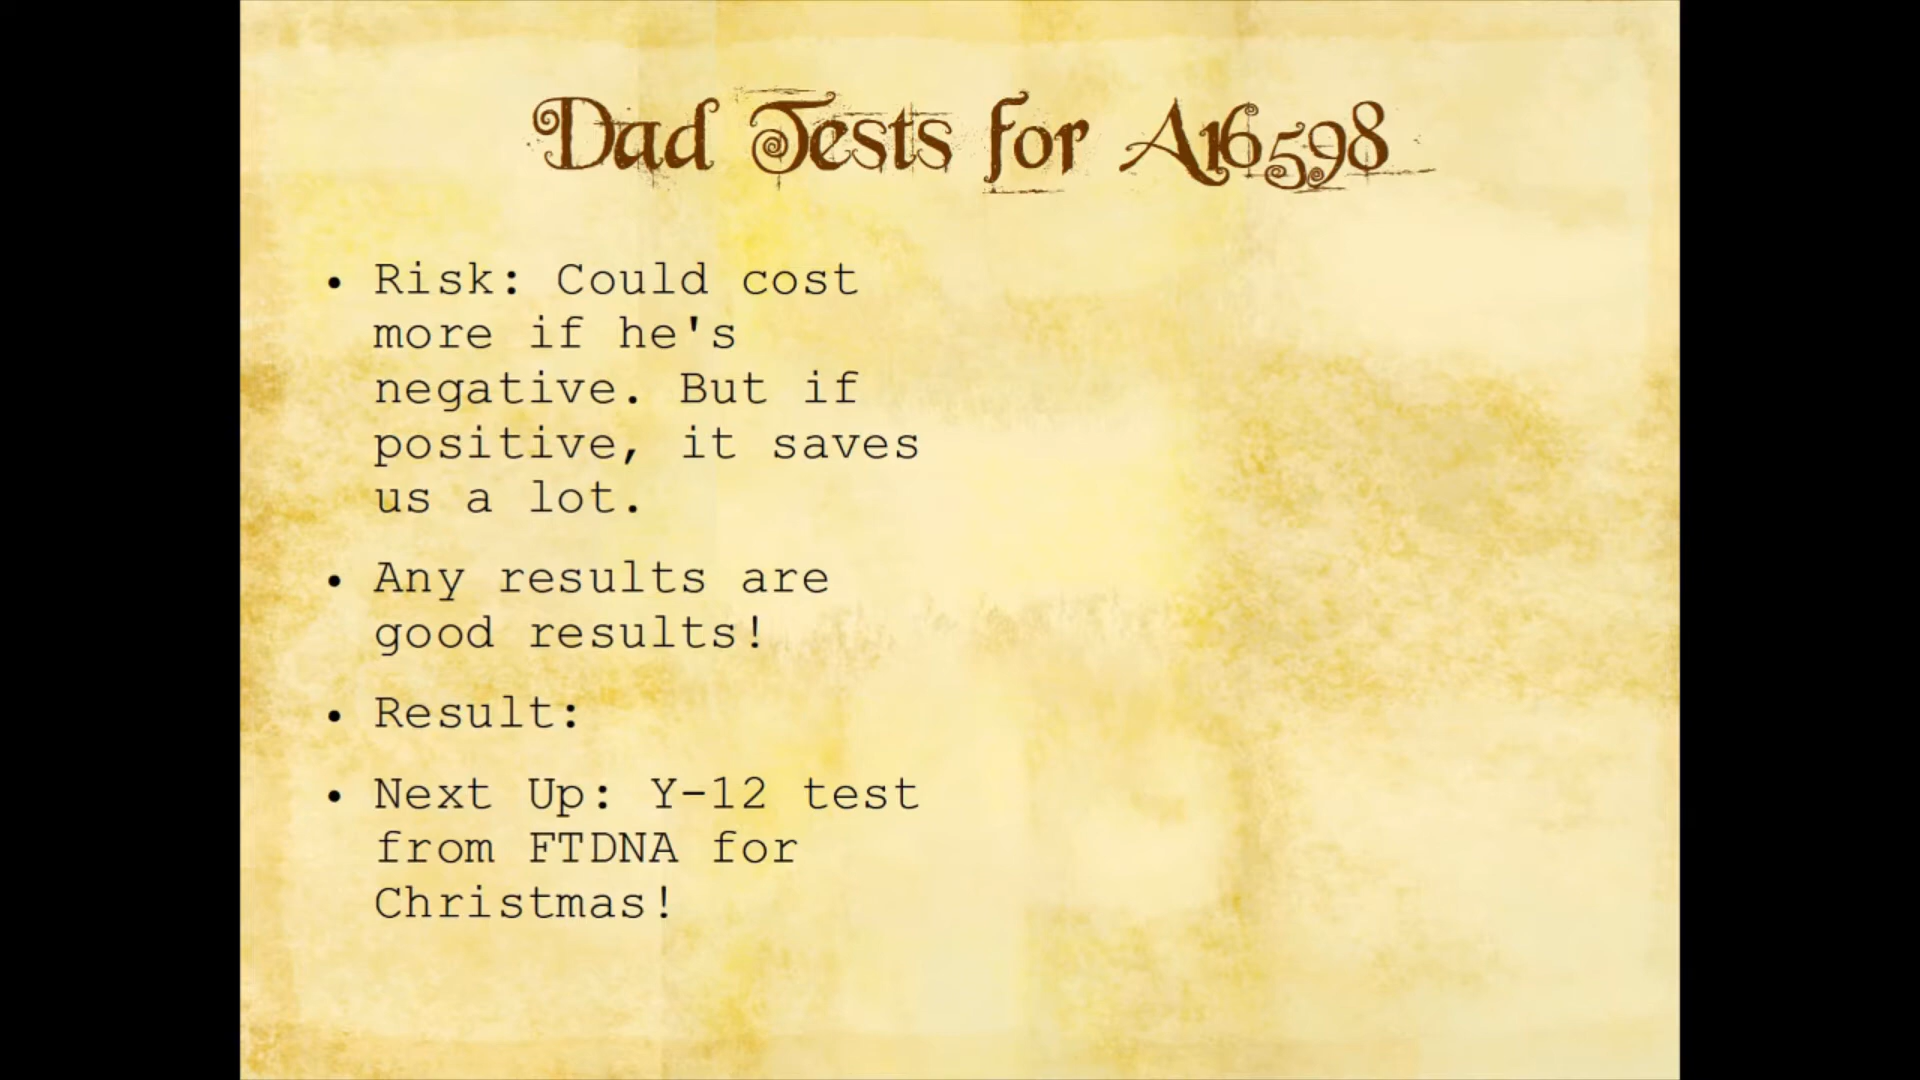 Dad Tests for A16598
• Risk: Could cost
more if he's
negative. But if
positive, it saves
us a lot.
• Any results are
good results!
• Result:
• Next Up: Y-12 test
from FTDNA for
Christmas!